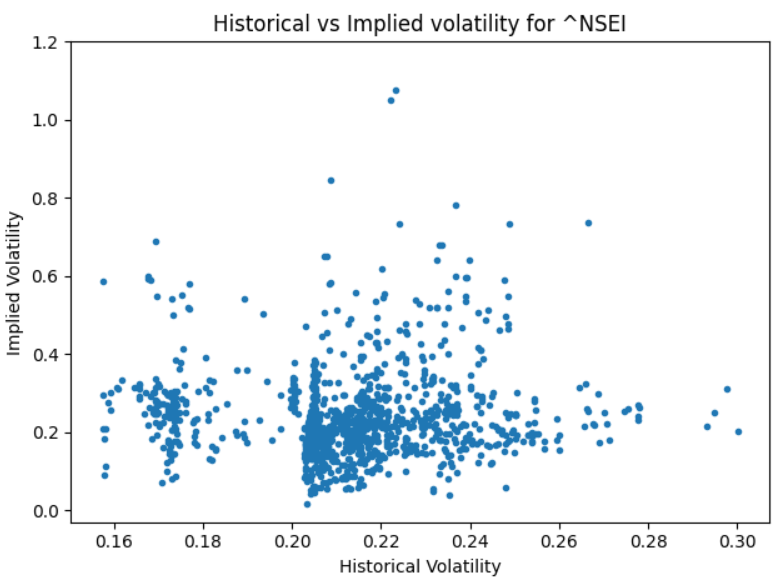 Historical vs Implied volatility for ^NSEI
1.2
1.0
0.8
0.6
0.4
0.2
0.0
Implied Volatility
0.16 0.18 0.20 0.22 0.24 0.26 0.28 0.30
Historical Volatility